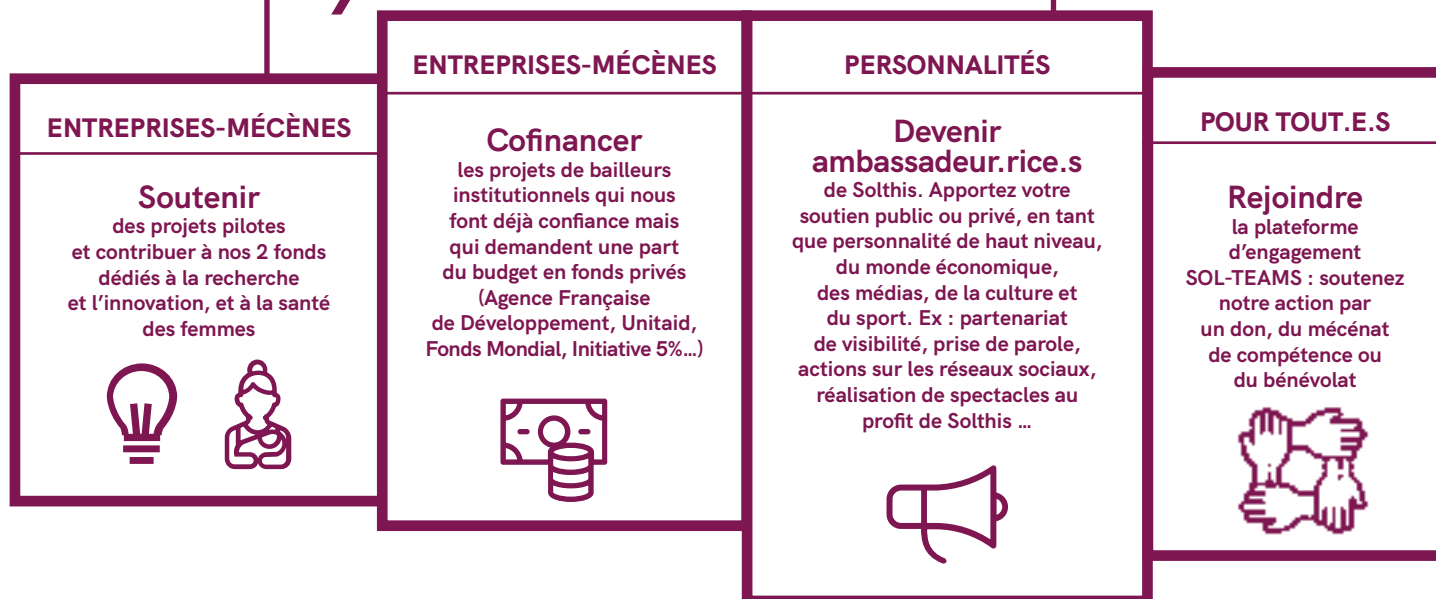 ENTREPRISES-MÉCÈNES
Soutenir
des projets pilotes
et contribuer à nos 2 fonds
dédiés à la recherche
et l'innovation, et à la santé
des femmes
ENTREPRISES-MÉCÈNES
Cofinancer
les projets de bailleurs
institutionnels qui nous
font déjà confiance mais
qui demandent une part
du budget en fonds privés
(Agence Française
de Développement, Unitaid,
Fonds Mondial, Initiative 5%...)
PERSONNALITÉS
Devenir
ambassadeur.rice.s
de Solthis. Apportez votre
soutien public ou privé, en tant
que personnalité de haut niveau,
du monde économique,
des médias, de la culture et
du sport. Ex : partenariat
de visibilité, prise de parole,
actions sur les réseaux sociaux,
réalisation de spectacles au
profit de Solthis ...
POUR TOUT.E.S
Rejoindre
la plateforme
d'engagement
SOL-TEAMS : soutenez
notre action par
un don, du mécénat
de compétence ou
du bénévolat